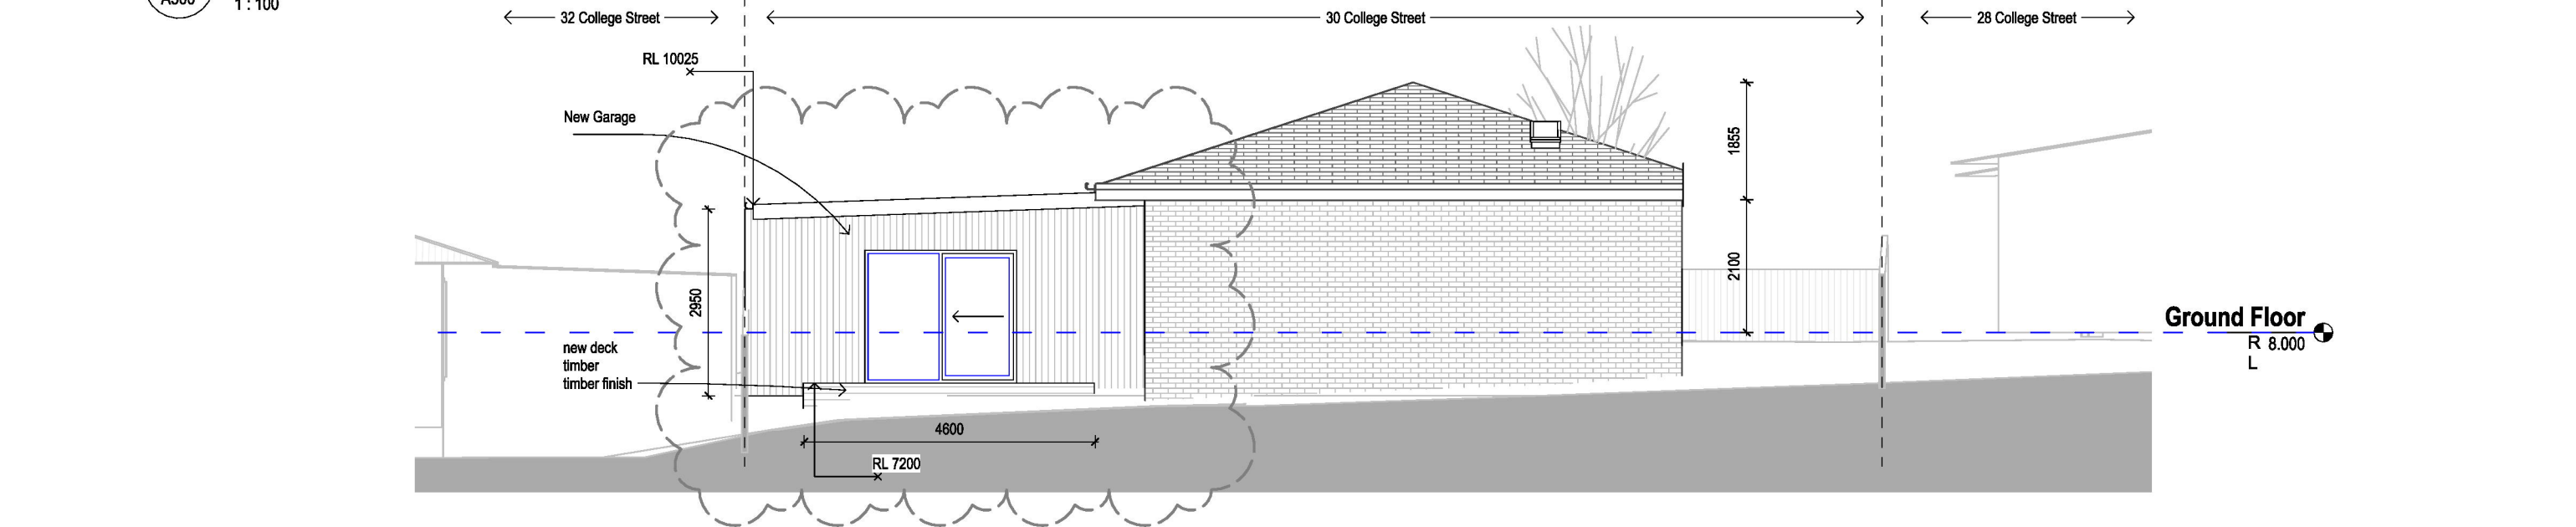 1 : 100
32 College Street
30 College Street
28 College Street
RL 10025
New Garage
1855
2100
2950
Ground Floor
R 8.000
L
new deck
timber
timber finish
4600
RL 7200